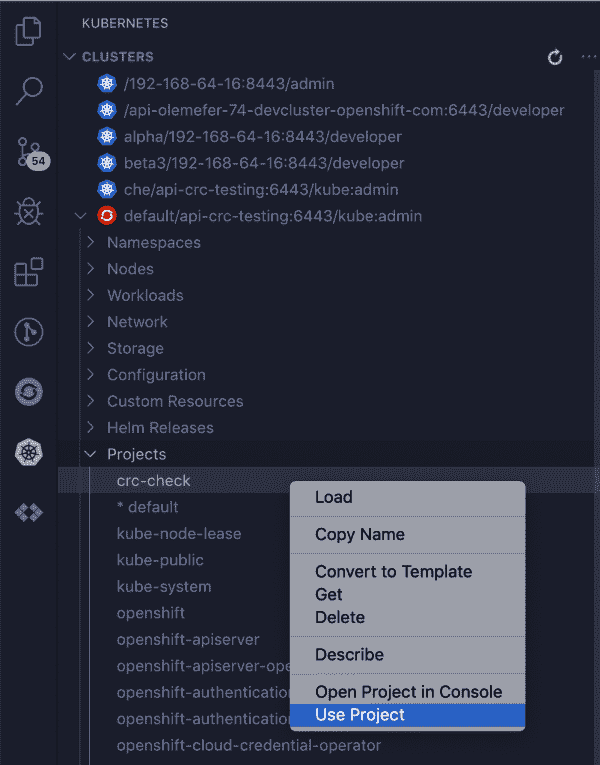 KUBERNETES
CLUSTERS
/192-168-64-16:8443/admin
/api-olemefer-74-devcluster-openshift-com:6443/developer
alpha/192-168-64-16:8443/developer
beta3/192-168-64-16:8443/developer
che/api-crc-testing:6443/kube:admin
default/api-crc-testing:6443/kube:admin
54
Namespaces
Nodes
Workloads
Network
Storage
Configuration
Custom Resources
Helm Releases
Projects
crc-check
* default
kube-node-lease
kube-public
kube-system
openshift
openshift-apiserver
openshift-apiserver-ope
openshift-authentication
openshift-authentication
openshift-cloud-credential-operator
Load
Copy Name
Convert to Template
Get
Delete
Describe
Open Project in Console
Use Project